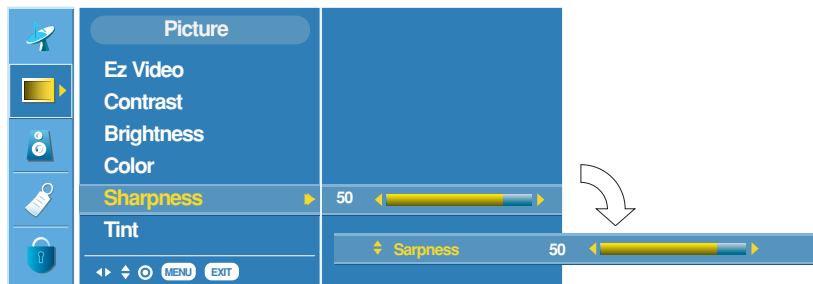 Picture
Ez Video
Contrast
Brightness
Color
Sharpness 50
Tint
Sarpness 50
MENU EXIT